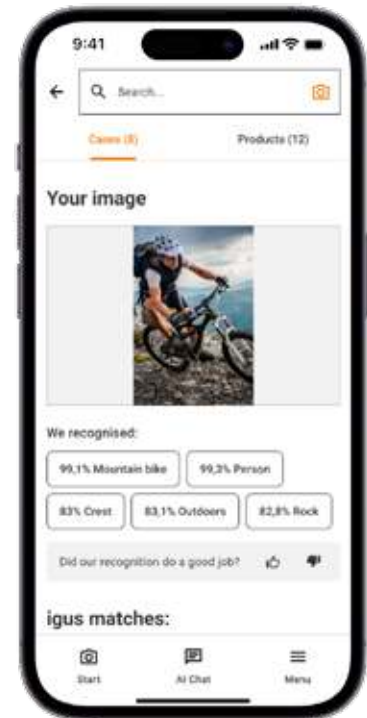 9:41
Search...
Cases (8)
Products (12)
Your image
We recognised:
99,1% Mountain bike
99,3% Person
83% Crest
83,1% Outdoors
82,8% Rock
Did our recognition do a good job?
igus matches:
Start
AI Chat
Menu